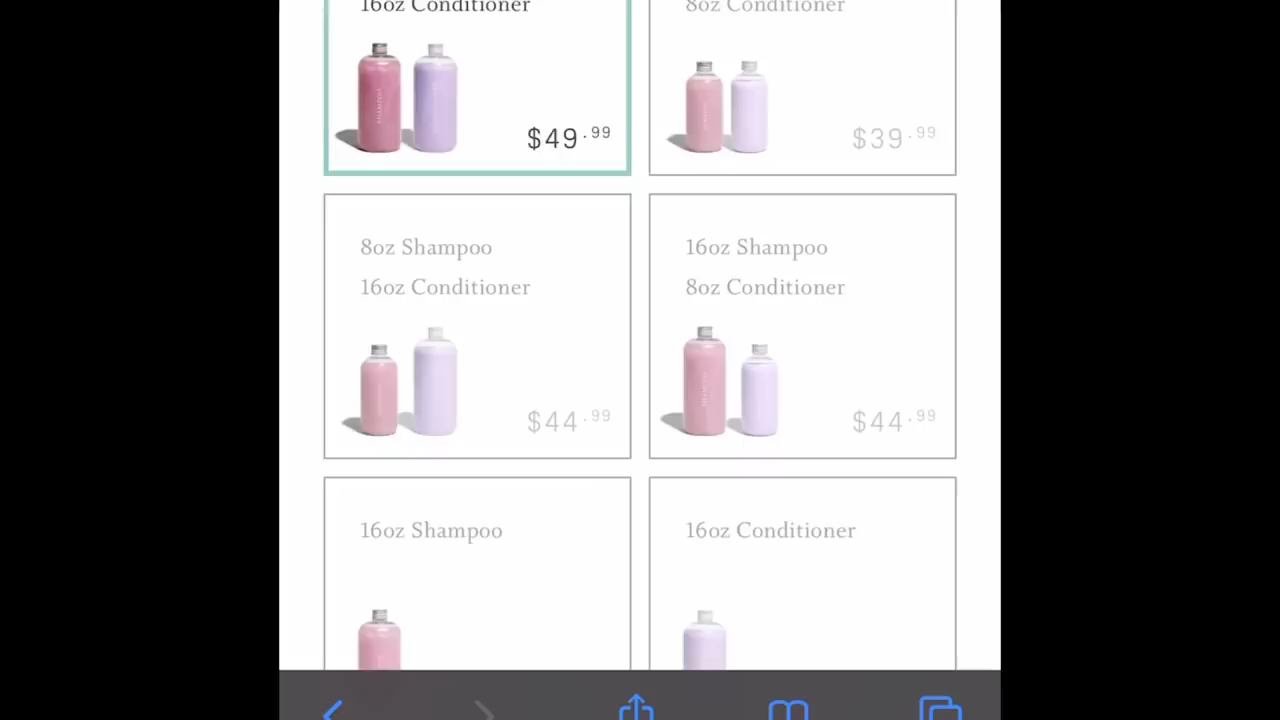 16oz Conditioner
8oz Conditioner
$49.99
$39.99
8oz Shampoo
16oz Conditioner
16oz Shampoo
8oz Conditioner
$44.99
$44.99
16oz Shampoo
16oz Conditioner